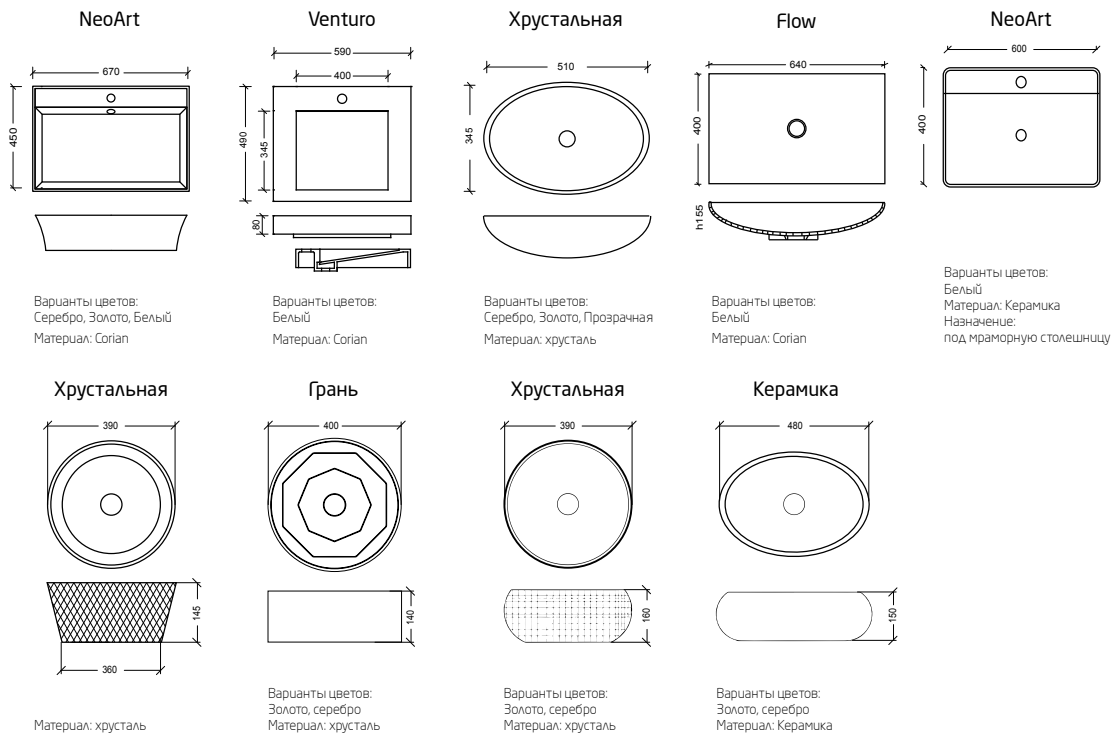 NeoArt
670
450
Варианты цветов:
Серебро, Золото, Белый
Материал: Corian
Venturo
590
400
490
345
80
Варианты цветов:
Белый
Материал: Corian
Хрустальная
510
345
Варианты цветов:
Серебро, Золото, Прозрачная
Материал: хрусталь
Flow
640
400
h155
Варианты цветов:
Белый
Материал: Corian
NeoArt
600
400
Варианты цветов:
Белый
Материал: Керамика
Назначение:
под мраморную столешницу
Хрустальная
390
145
360
Материал: хрусталь
Грань
400
140
Варианты цветов:
Золото, серебро
Материал: хрусталь
Хрустальная
390
160
Варианты цветов:
Золото, серебро
Материал: хрусталь
Керамика
480
150
Варианты цветов:
Золото, серебро
Материал: Керамика